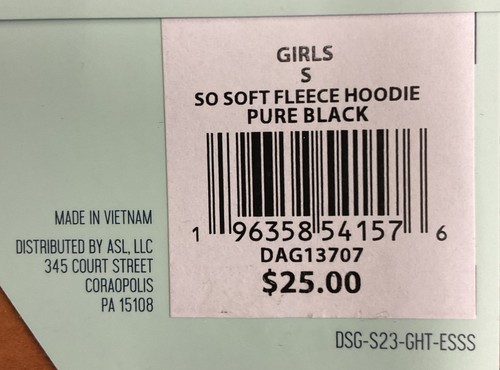 GIRLS
S
SO SOFT FLEECE HOODIE
PURE BLACK
1 96358 54157 6
DAG13707
$25.00
MADE IN VIETNAM
DISTRIBUTED BY ASL, LLC
345 COURT STREET
CORAOPOLIS
PA 15108
DSG-S23-GHT-ESSS